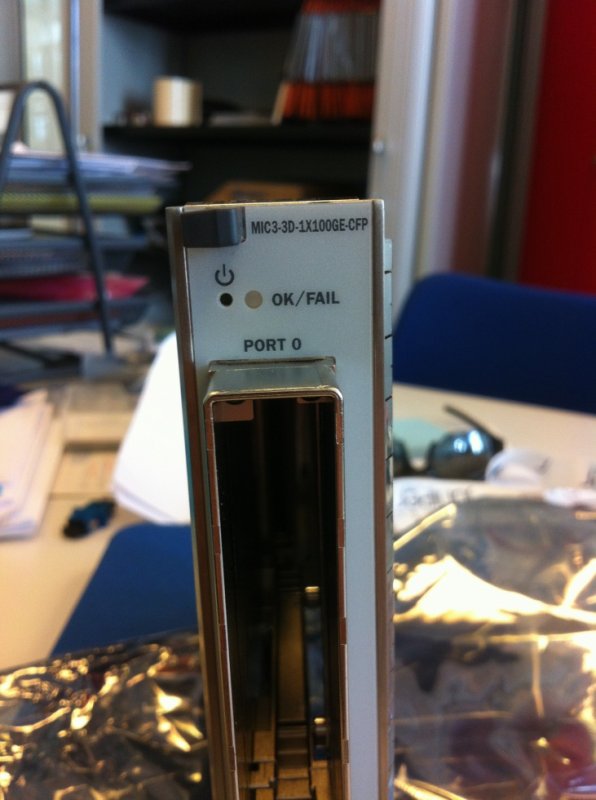 MIC3-3D-1X100GE-CFP
OK/FAIL
PORT 0